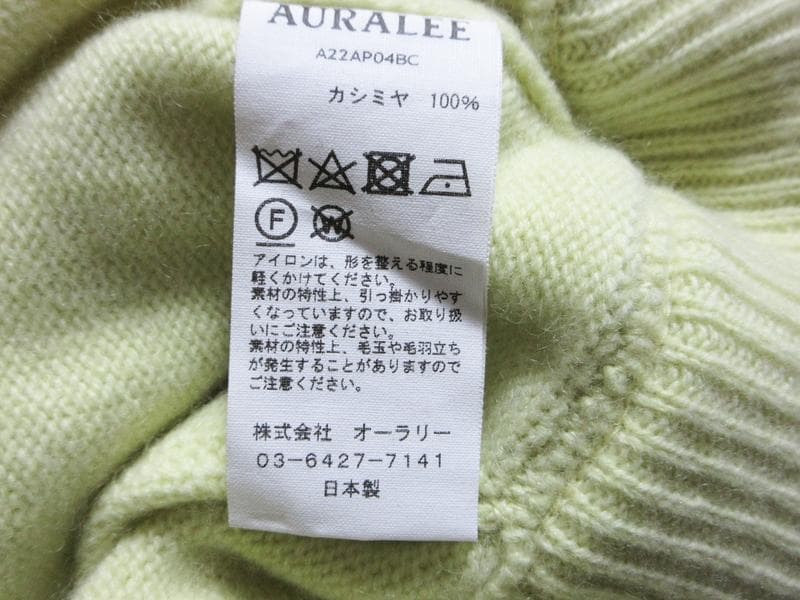 AURALEE
A22AP04BC
カシミヤ 100%
F W
アイロンは、形を整える程度に
軽くかけてください。
素材の特性上、引っ掛かりやす
くなっていますので、お取り扱
いにご注意ください。
素材の特性上、毛玉や毛羽立ち
が発生することがありますので
ご注意ください。
株式会社 オーラリー
03-6427-7141
日本製